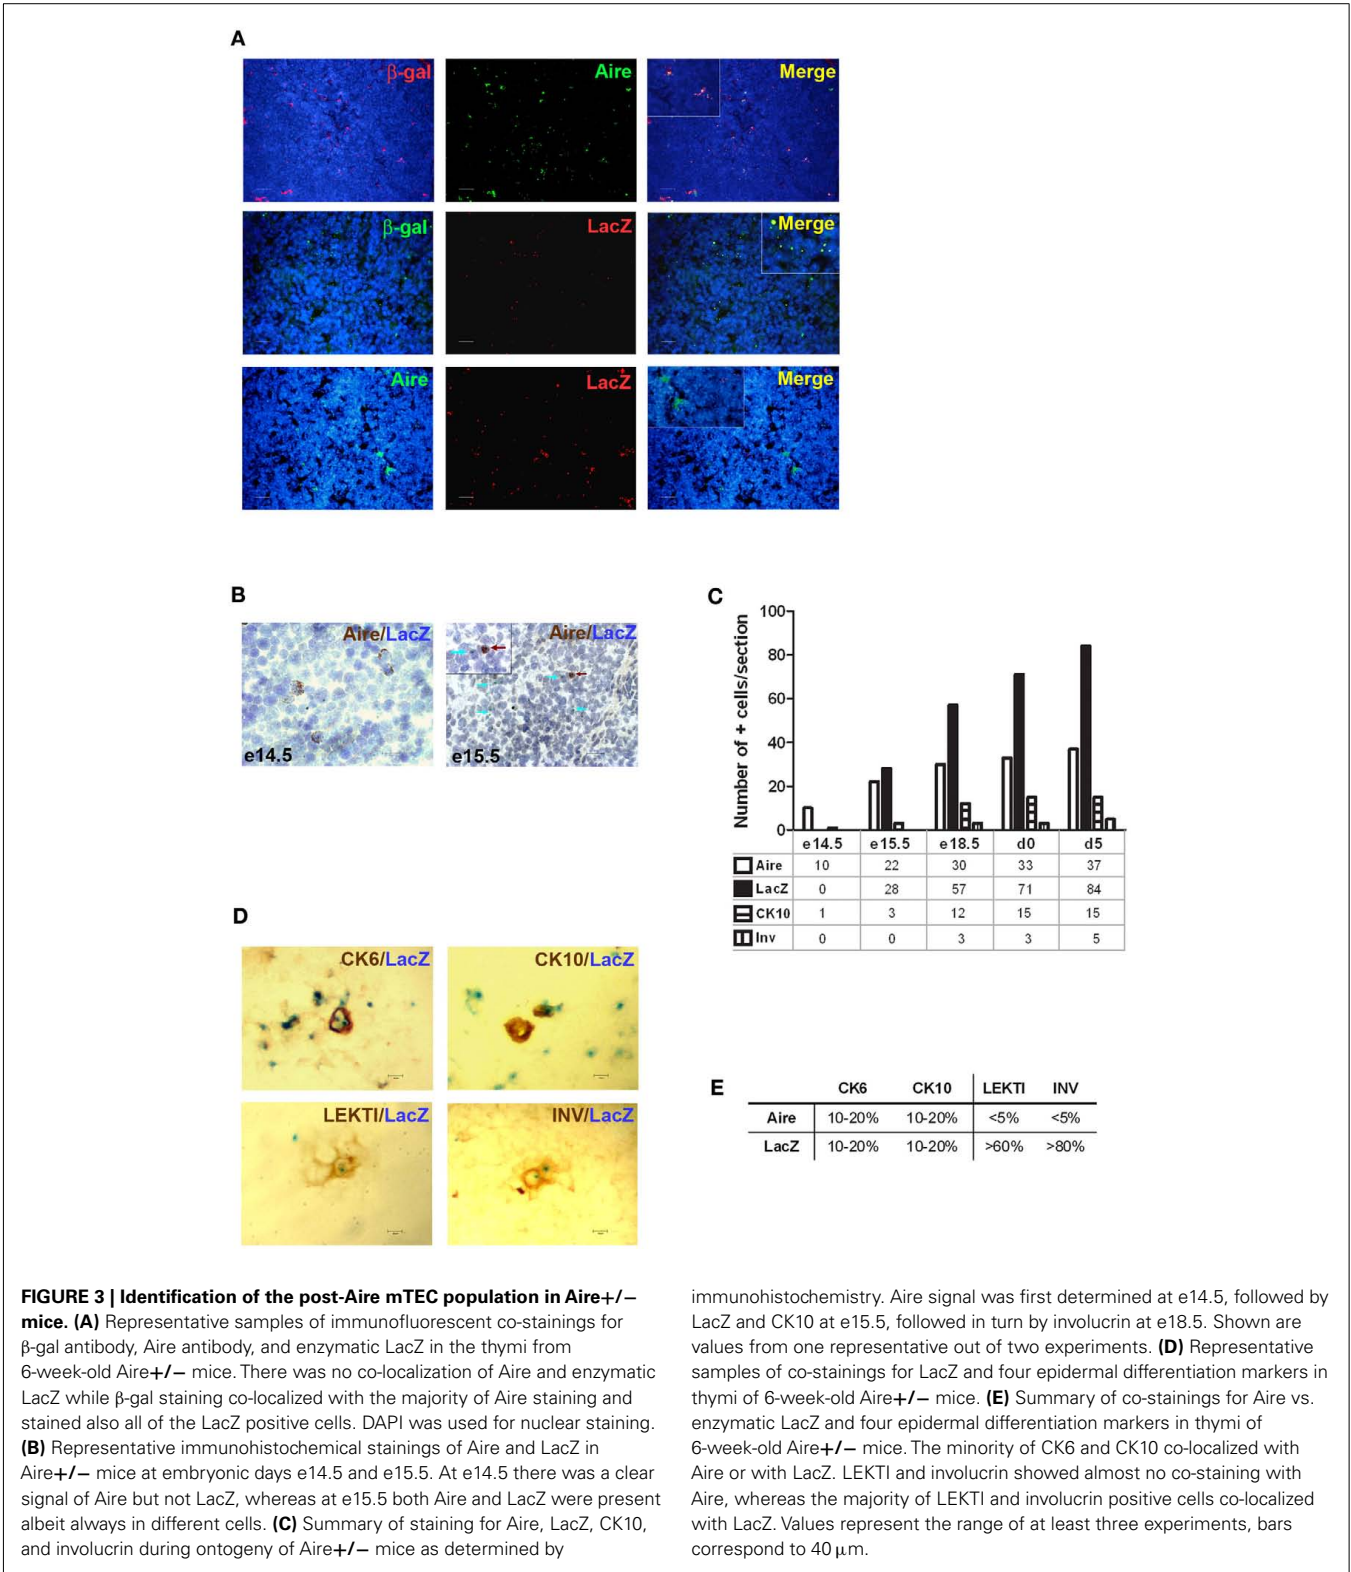 A
β-gal
Aire
Merge
β-gal
LacZ
Merge
Aire
LacZ
Merge
B
Aire/LacZ
e14.5
Aire/LacZ
e15.5
C
Number of + cells/section
100
80
60
40
20
0
e14.5 e15.5 e18.5 d0 d5
Aire 10 22 30 33 37
LacZ 0 28 57 71 84
CK10 1 3 12 15 15
Inv 0 0 3 3 5
D
CK6/LacZ
CK10/LacZ
LEKTI/LacZ
INV/LacZ
E
CK6 CK10 LEKTI INV
Aire 10-20% 10-20% <5% <5%
LacZ 10-20% 10-20% >60% >80%
FIGURE 3 | Identification of the post-Aire mTEC population in Aire+/−
mice. (A) Representative samples of immunofluorescent co-stainings for
β-gal antibody, Aire antibody, and enzymatic LacZ in the thymi from
6-week-old Aire+/− mice. There was no co-localization of Aire and enzymatic
LacZ while β-gal staining co-localized with the majority of Aire staining and
stained also all of the LacZ positive cells. DAPI was used for nuclear staining.
(B) Representative immunohistochemical stainings of Aire and LacZ in
Aire+/− mice at embryonic days e14.5 and e15.5. At e14.5 there was a clear
signal of Aire but not LacZ, whereas at e15.5 both Aire and LacZ were present
albeit always in different cells. (C) Summary of staining for Aire, LacZ, CK10,
and involucrin during ontogeny of Aire+/− mice as determined by
immunohistochemistry. Aire signal was first determined at e14.5, followed by
LacZ and CK10 at e15.5, followed in turn by involucrin at e18.5. Shown are
values from one representative out of two experiments. (D) Representative
samples of co-stainings for LacZ and four epidermal differentiation markers in
thymi of 6-week-old Aire+/− mice. (E) Summary of co-stainings for Aire vs.
enzymatic LacZ and four epidermal differentiation markers in thymi of
6-week-old Aire+/− mice. The minority of CK6 and CK10 co-localized with
Aire or with LacZ. LEKTI and involucrin showed almost no co-staining with
Aire, whereas the majority of LEKTI and involucrin positive cells co-localized
with LacZ. Values represent the range of at least three experiments, bars
correspond to 40 μm.